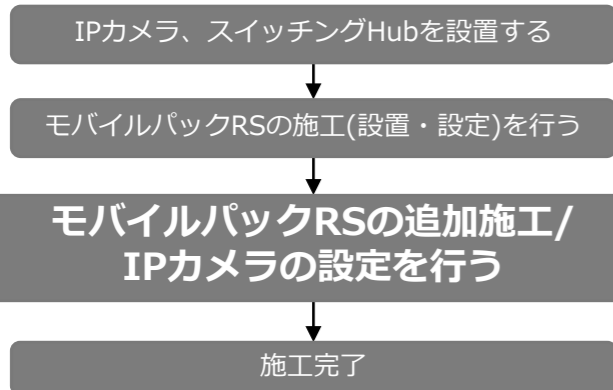 IPカメラ、スイッチングHubを設置する
モバイルパックRSの施工(設置・設定)を行う
モバイルパックRSの追加施工/
IPカメラの設定を行う
施工完了